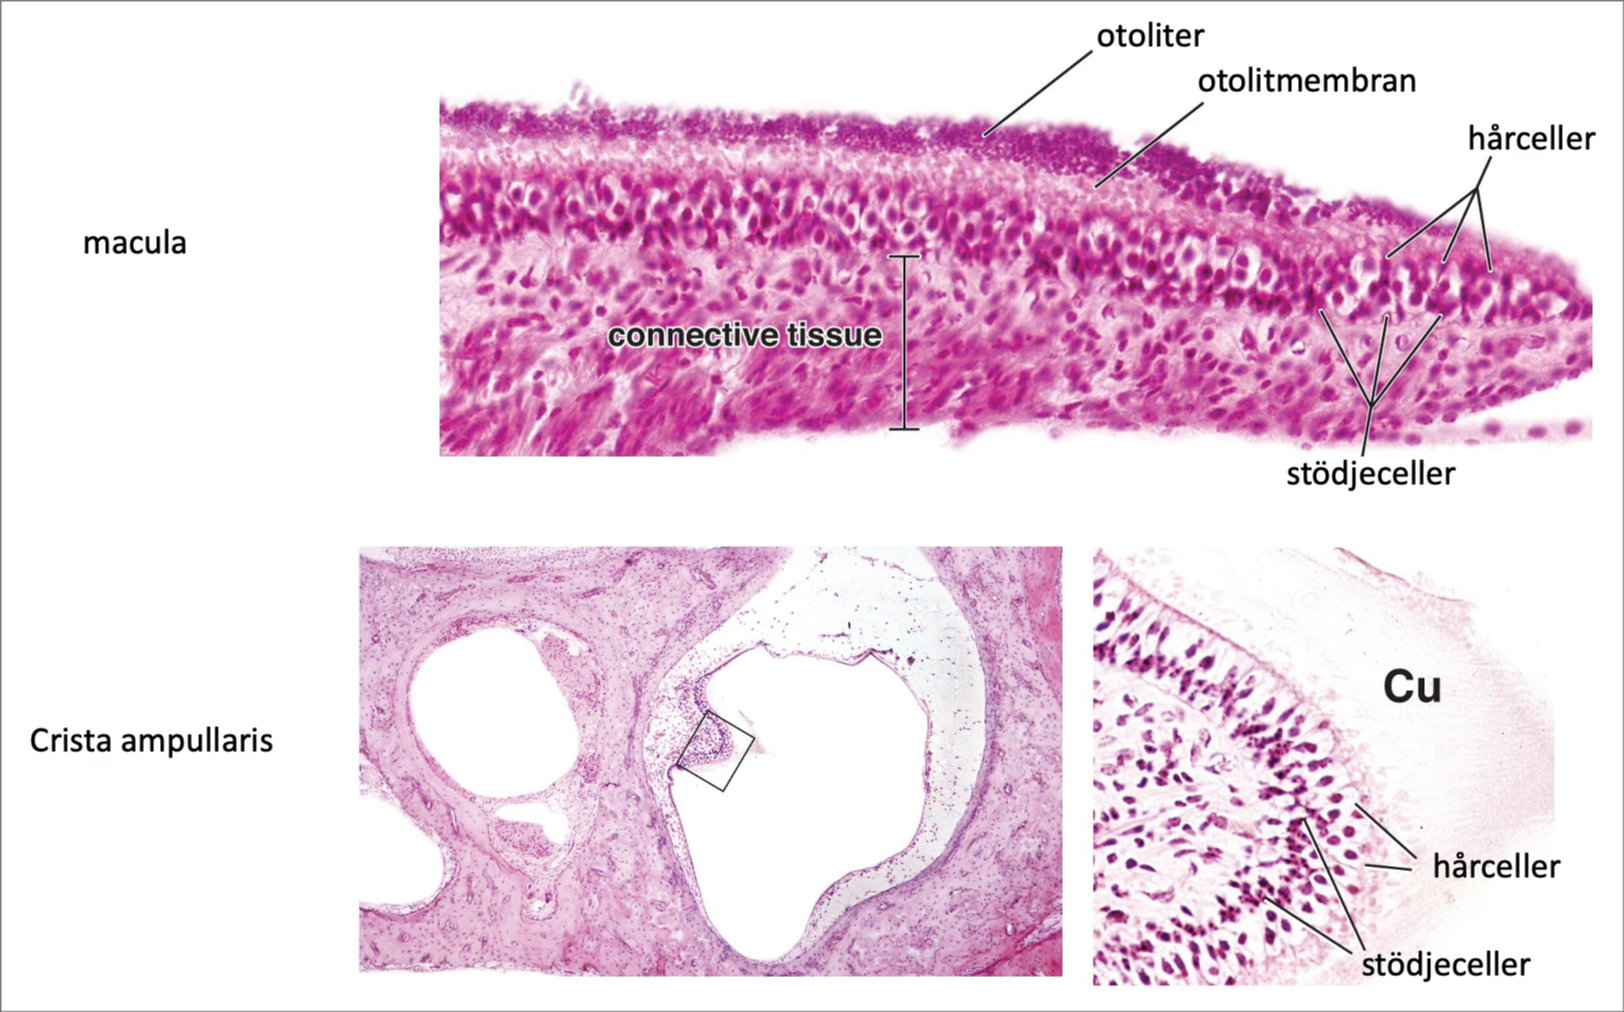 otoliter
otolitmembran
hårceller
macula
connective tissue
stödjeceller
Cu
Crista ampullaris
hårceller
stödjeceller